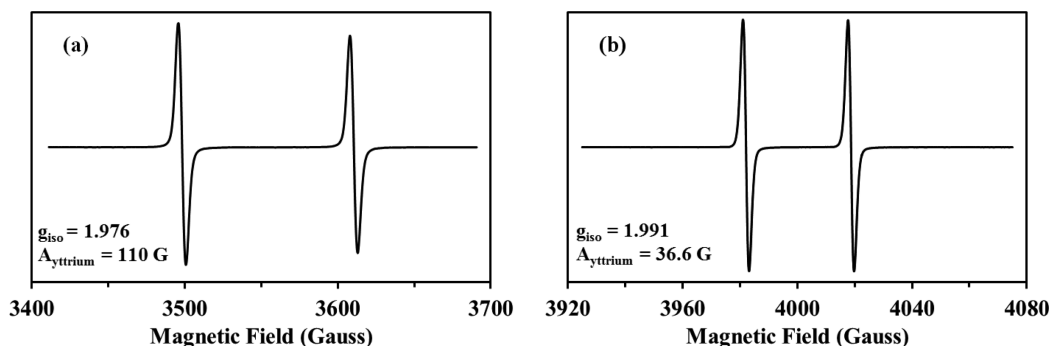 (a)
g_iso = 1.976
A_yttrium = 110 G
3400 3500 3600 3700
Magnetic Field (Gauss)
(b)
g_iso = 1.991
A_yttrium = 36.6 G
3920 3960 4000 4040 4080
Magnetic Field (Gauss)